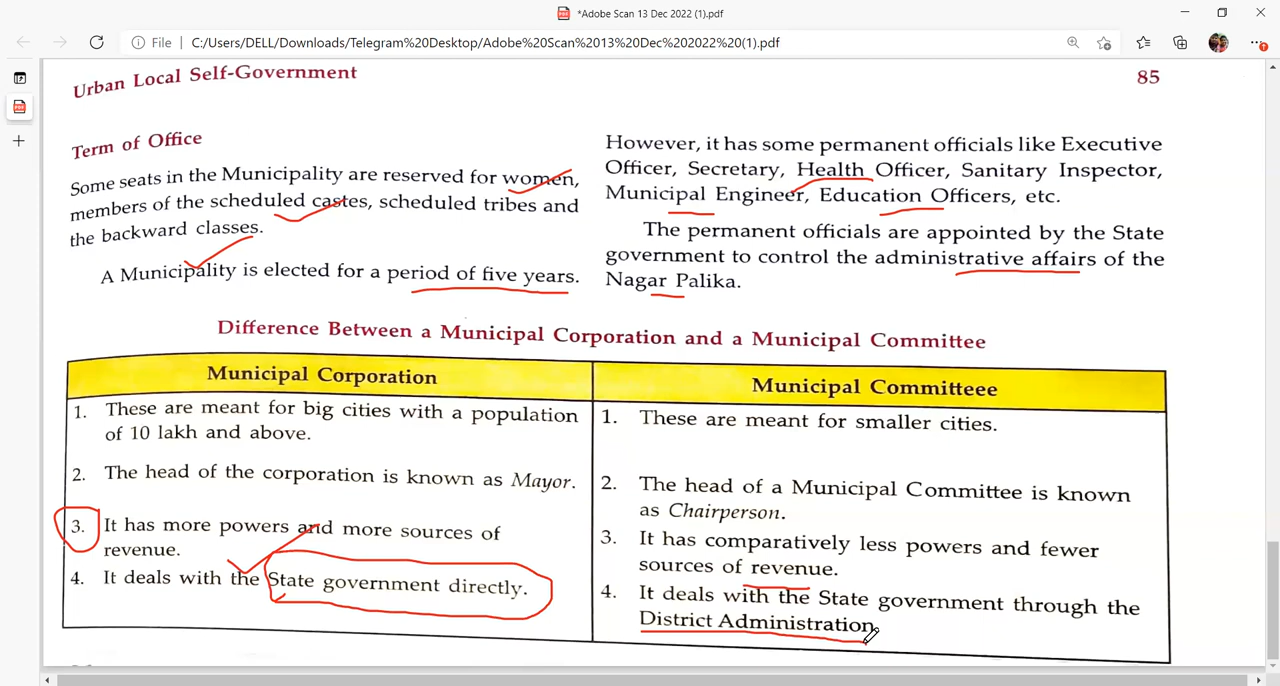 *Adobe Scan 13 Dec 2022 (1).pdf
File
C:/Users/DELL/Downloads/Telegram%20Desktop/Adobe%20Scan%2013%20Dec%202022%20(1).pdf
Urban Local Self-Government
85
Term of Office
Some seats in the Municipality are reserved for women,
members of the scheduled castes, scheduled tribes and
the backward classes.
A Municipality is elected for a period of five years.
However, it has some permanent officials like Executive
Officer, Secretary, Health Officer, Sanitary Inspector,
Municipal Engineer, Education Officers, etc.
The permanent officials are appointed by the State
government to control the administrative affairs of the
Nagar Palika.
Difference Between a Municipal Corporation and a Municipal Committee
Municipal Corporation
1. These are meant for big cities with a population
of 10 lakh and above.
2. The head of the corporation is known as Mayor.
3. It has more powers and more sources of
revenue.
4. It deals with the State government directly.
Municipal Committeee
1. These are meant for smaller cities.
2. The head of a Municipal Committee is known
as Chairperson.
3. It has comparatively less powers and fewer
sources of revenue.
4. It deals with the State government through the
District Administration.